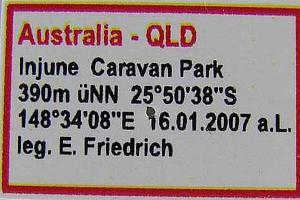 Australia - QLD
Injune Caravan Park
390m üNN 25°50'38"S
148°34'08"E 16.01.2007 a.L.
leg. E. Friedrich